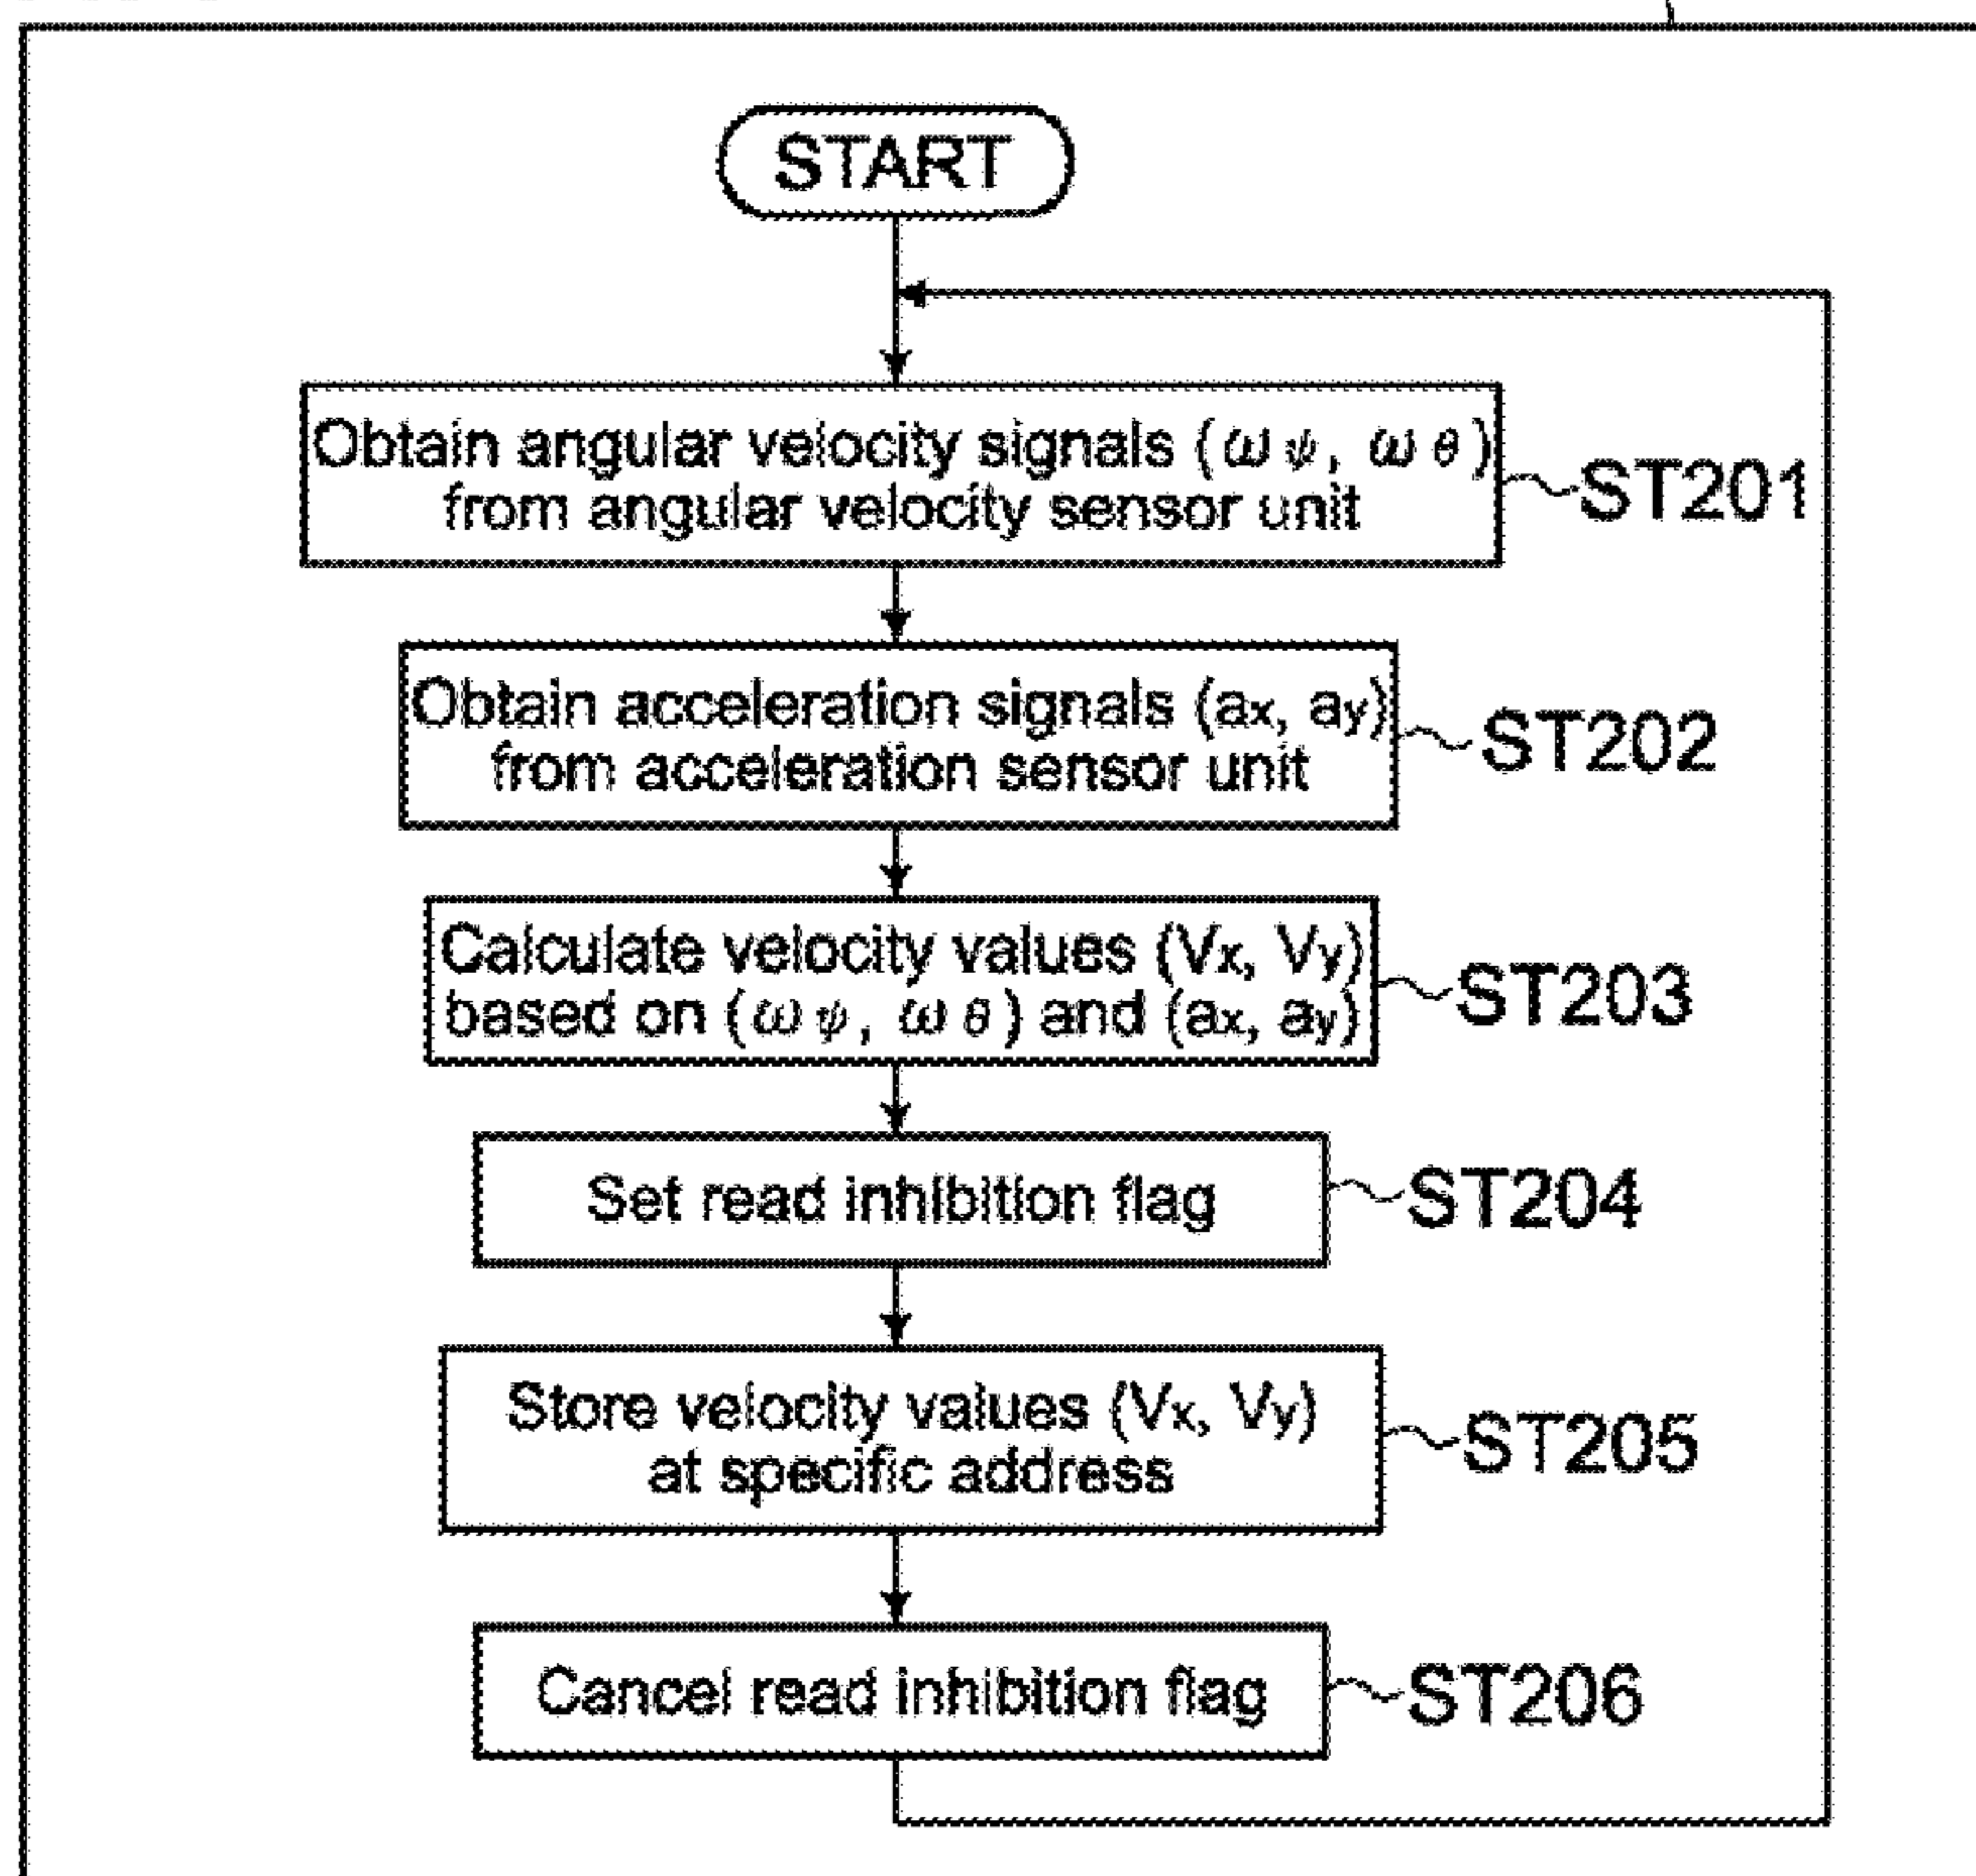 START
Obtain angular velocity signals (ωψ, ωθ)
from angular velocity sensor unit
ST201
Obtain acceleration signals (ax, ay)
from acceleration sensor unit
ST202
Calculate velocity values (Vx, Vy)
based on (ωψ, ωθ) and (ax, ay)
ST203
Set read inhibition flag
ST204
Store velocity values (Vx, Vy)
at specific address
ST205
Cancel read inhibition flag
ST206